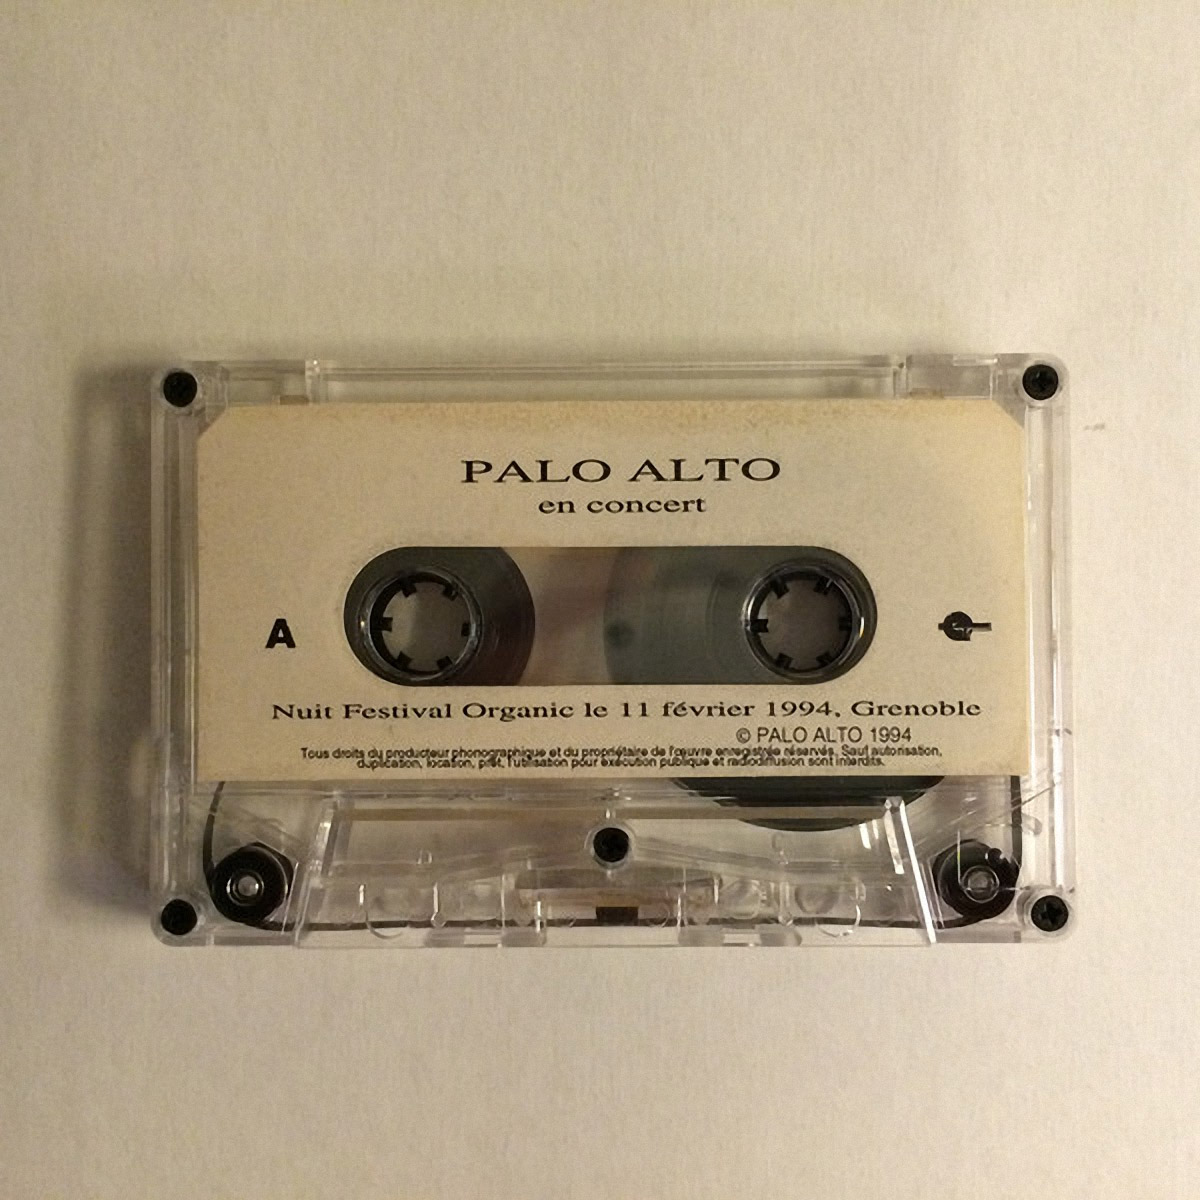 PALO ALTO
en concert
A
Nuit Festival Organic le 11 février 1994, Grenoble
© PALO ALTO 1994
Tous droits du producteur phonographique et du propriétaire de l'œuvre enregistrée réservés. Sauf autorisation,
duplication, location, prêt, l'utilisation pour exécution publique et radiodiffusion sont interdits.